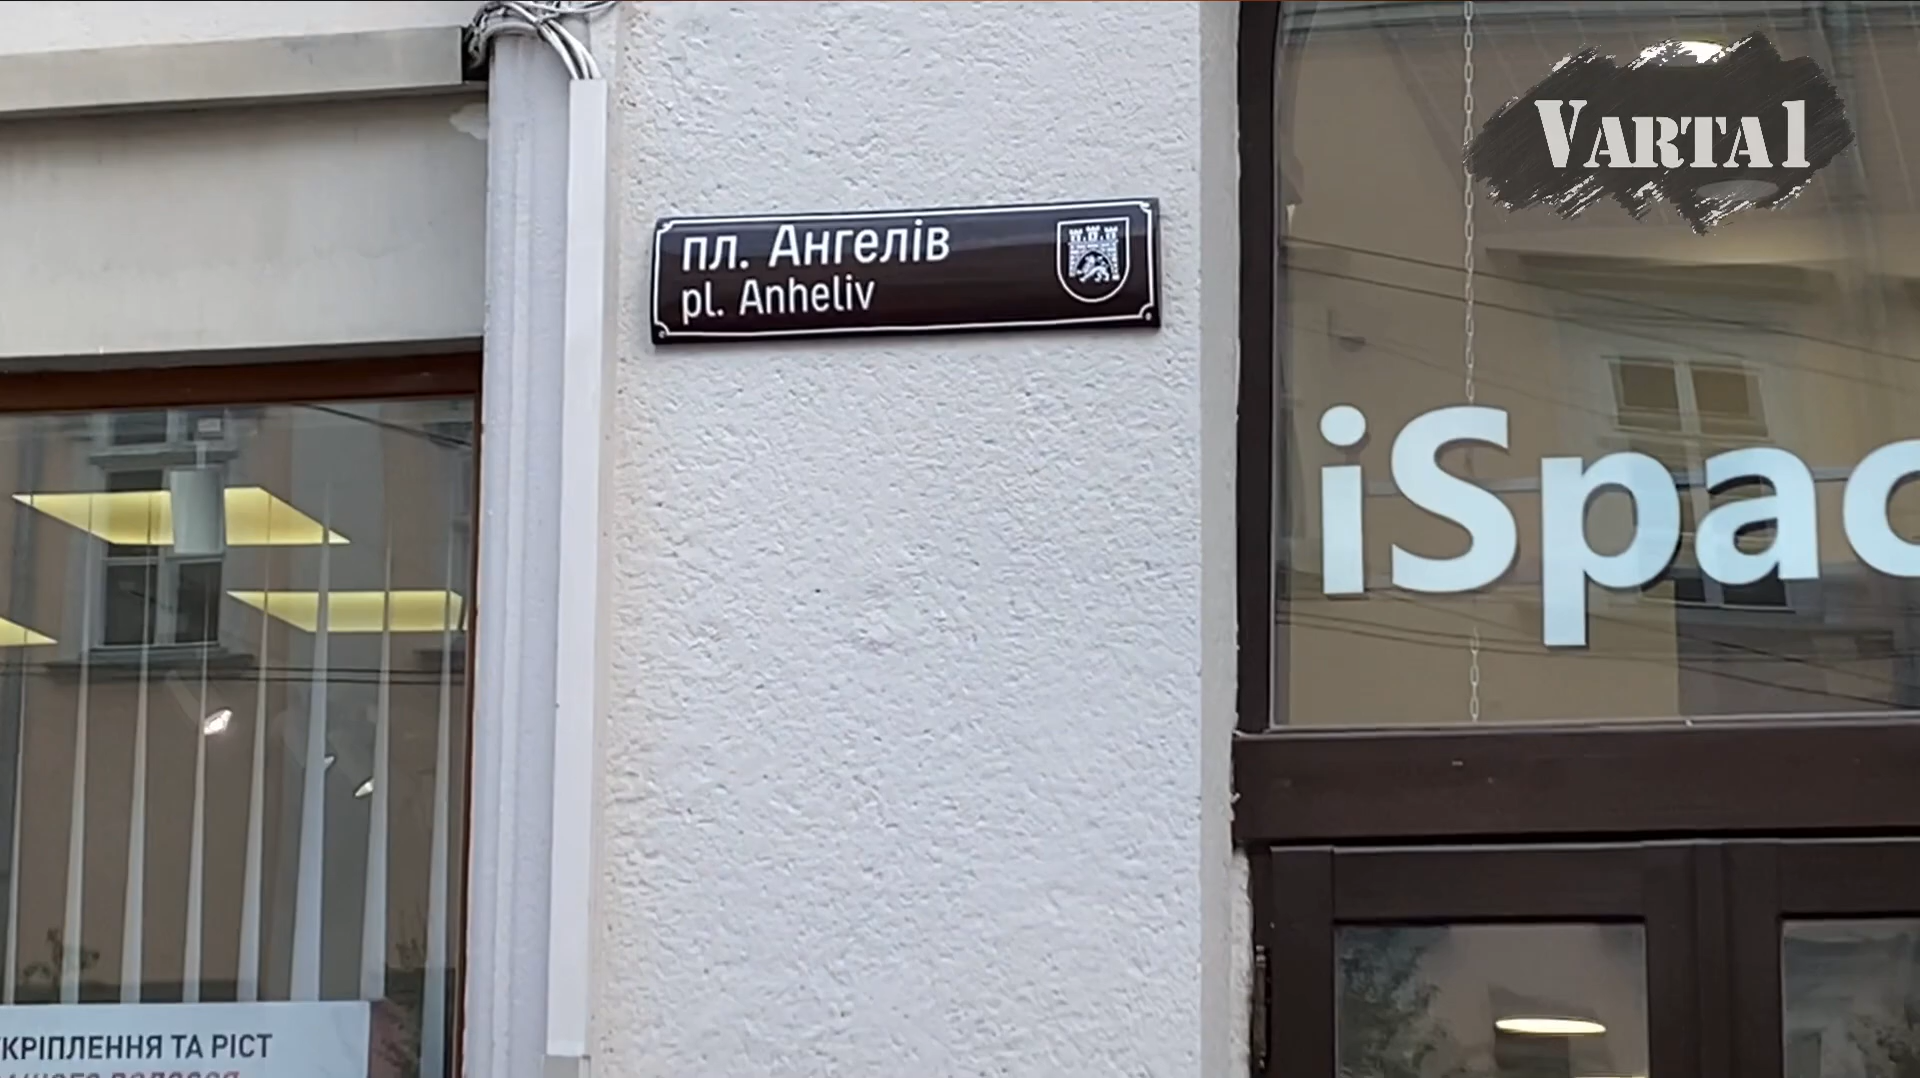 VARTA1
пл. Ангелів
pl. Anheliv
iSpac
КРІПЛЕННЯ ТА РІСТ